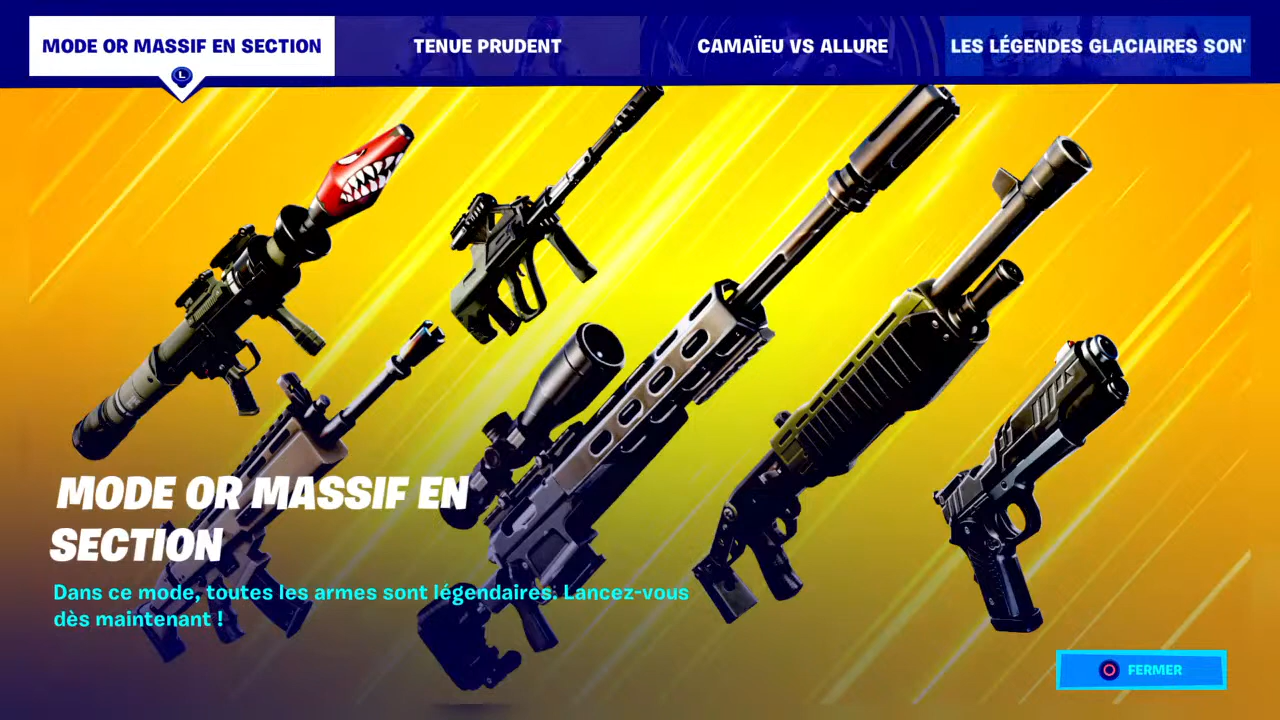 MODE OR MASSIF EN SECTION
TENUE PRUDENT
CAMAÏEU VS ALLURE
LES LÉGENDES GLACIAIRES SON'
L
MODE OR MASSIF EN
SECTION
Dans ce mode, toutes les armes sont légendaires. Lancez-vous
dès maintenant !
FERMER